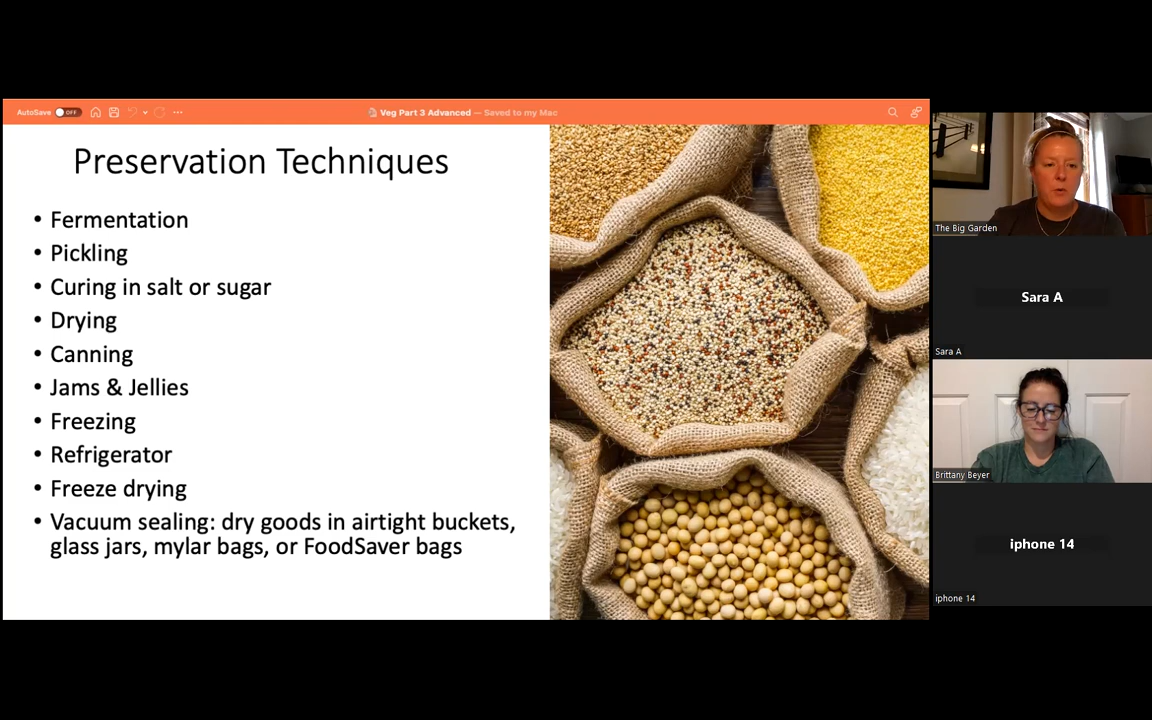 AutoSave OFF
Veg Part 3 Advanced — Saved to my Mac
Preservation Techniques
• Fermentation
• Pickling
• Curing in salt or sugar
• Drying
• Canning
• Jams & Jellies
• Freezing
• Refrigerator
• Freeze drying
• Vacuum sealing: dry goods in airtight buckets,
glass jars, mylar bags, or FoodSaver bags
The Big Garden
Sara A
Sara A
Brittany Beyer
iphone 14
iphone 14